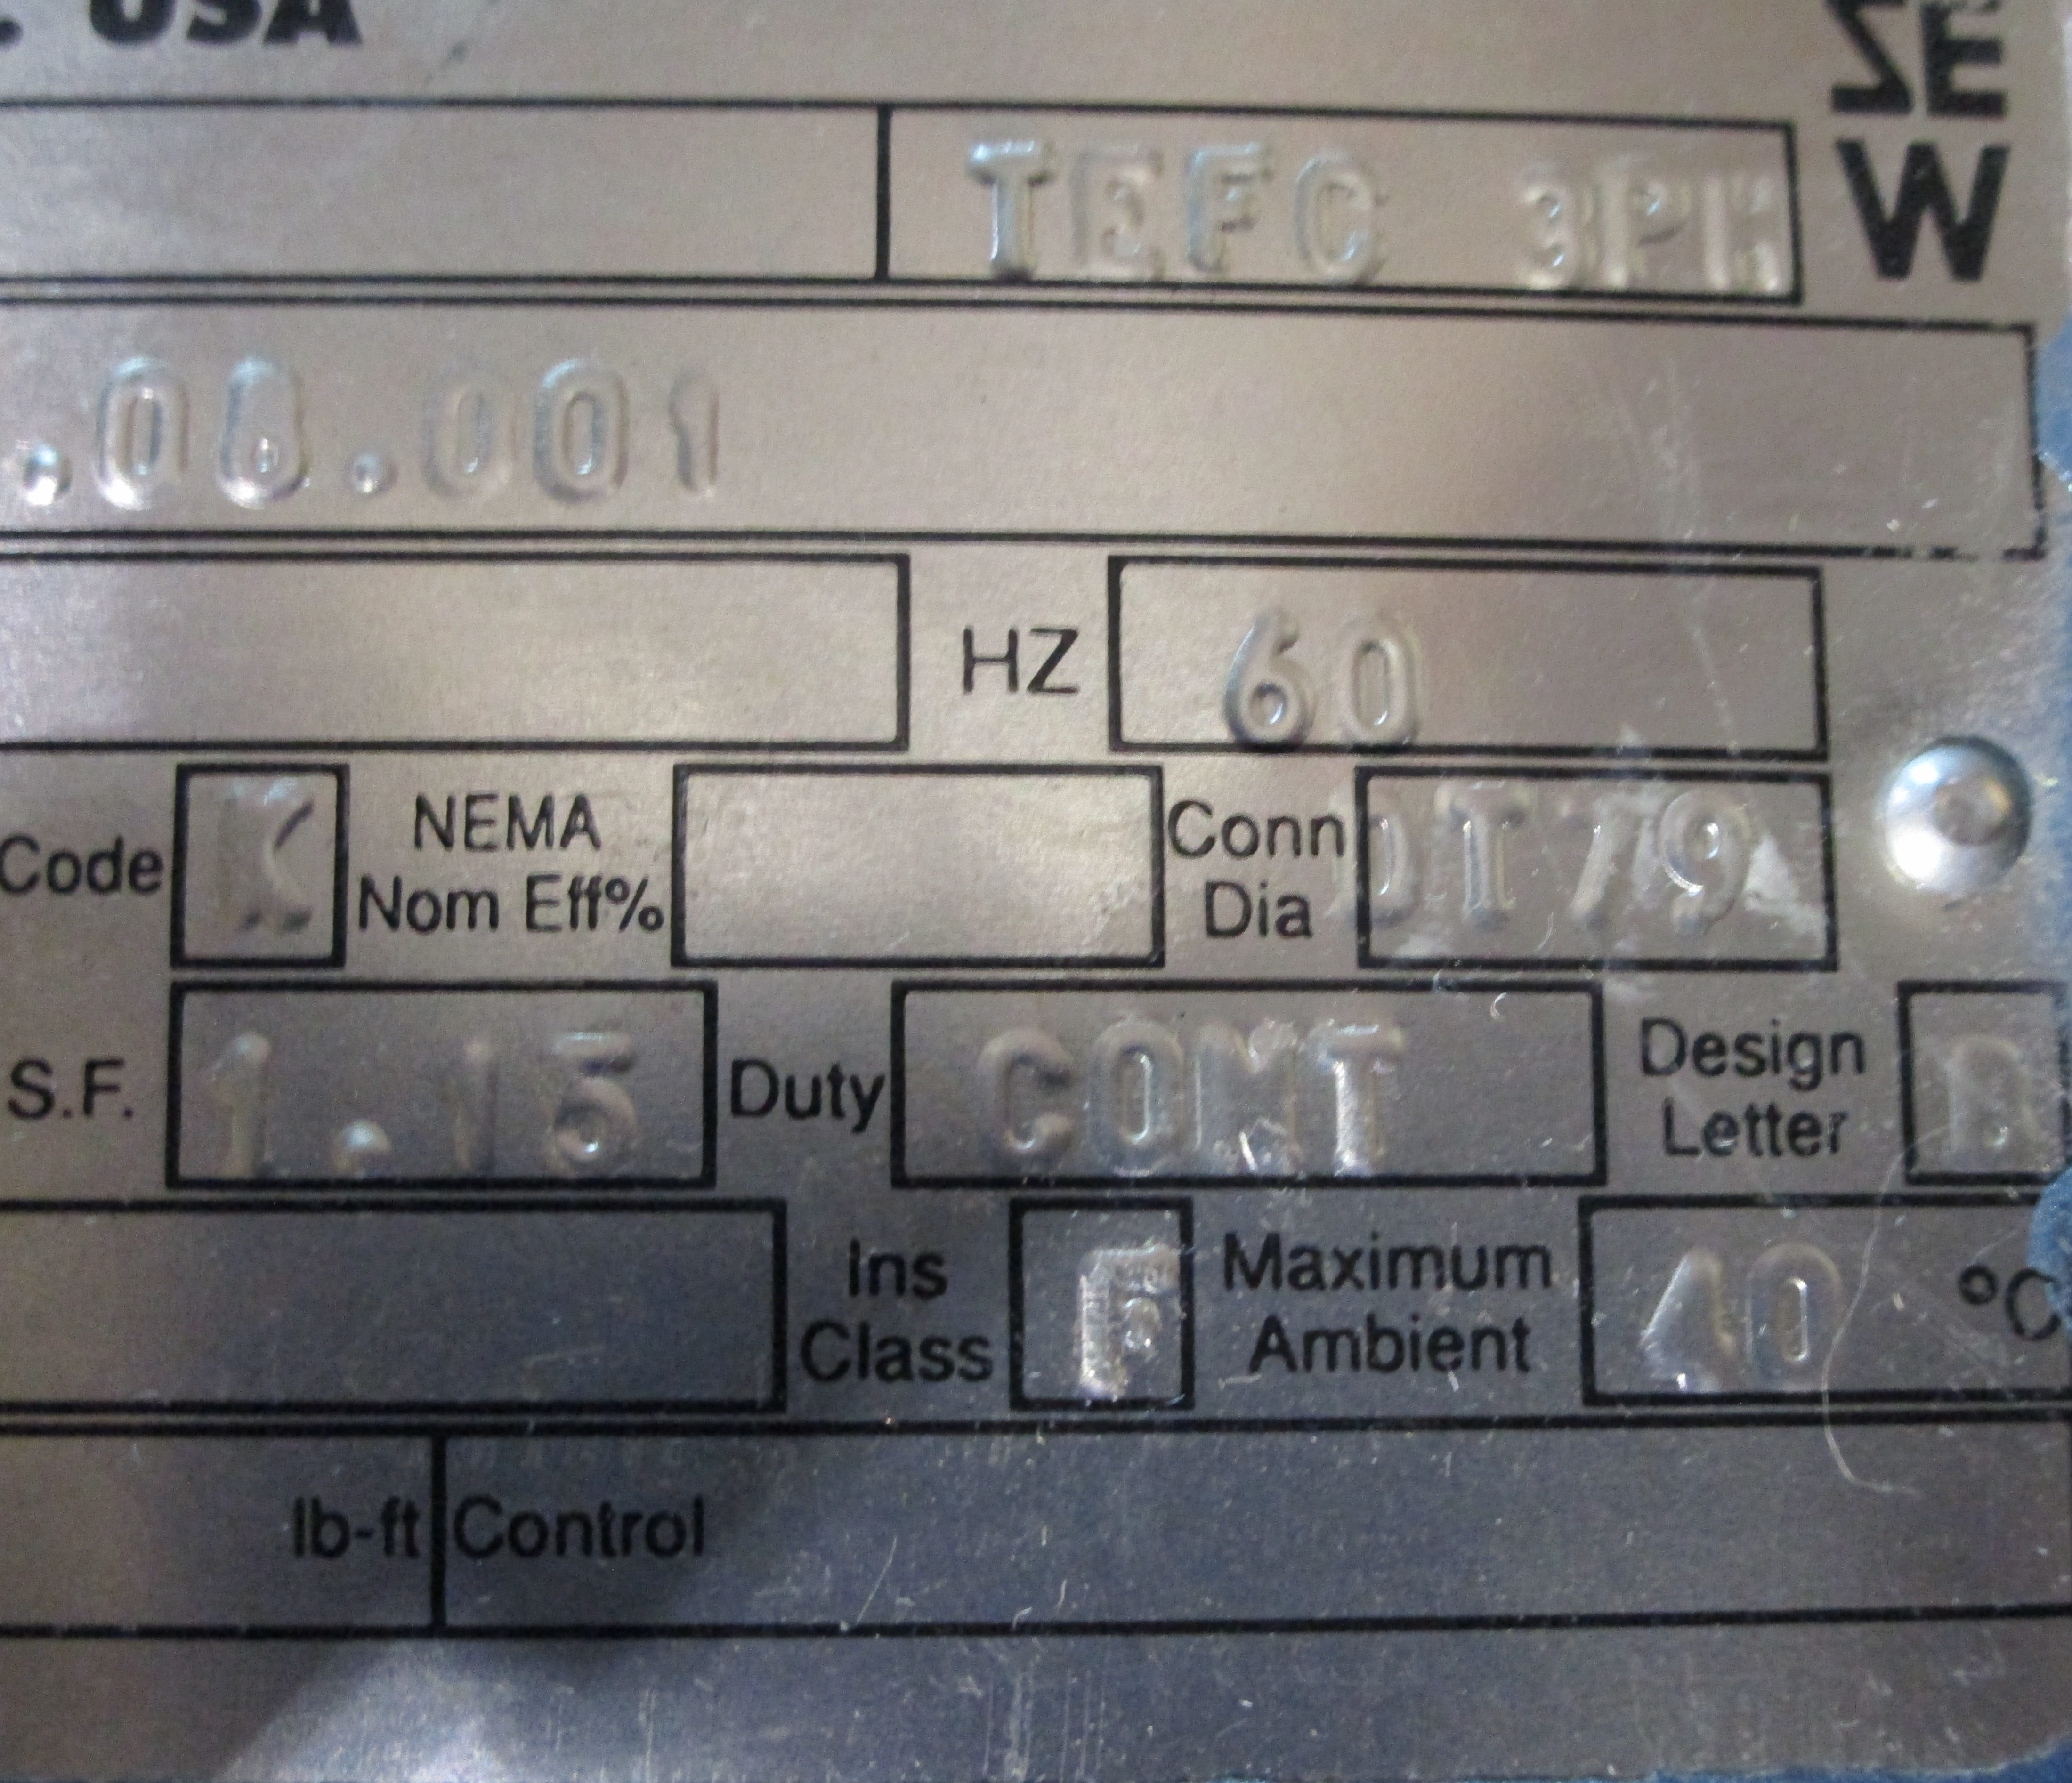 . USA
SEW
TEFC 3PH
.08.001
HZ 60
Code K NEMA Nom Eff% Conn Dia DT79
S.F. 1.15 Duty CONT Design Letter B
Ins Class F Maximum Ambient 40 °C
lb-ft Control